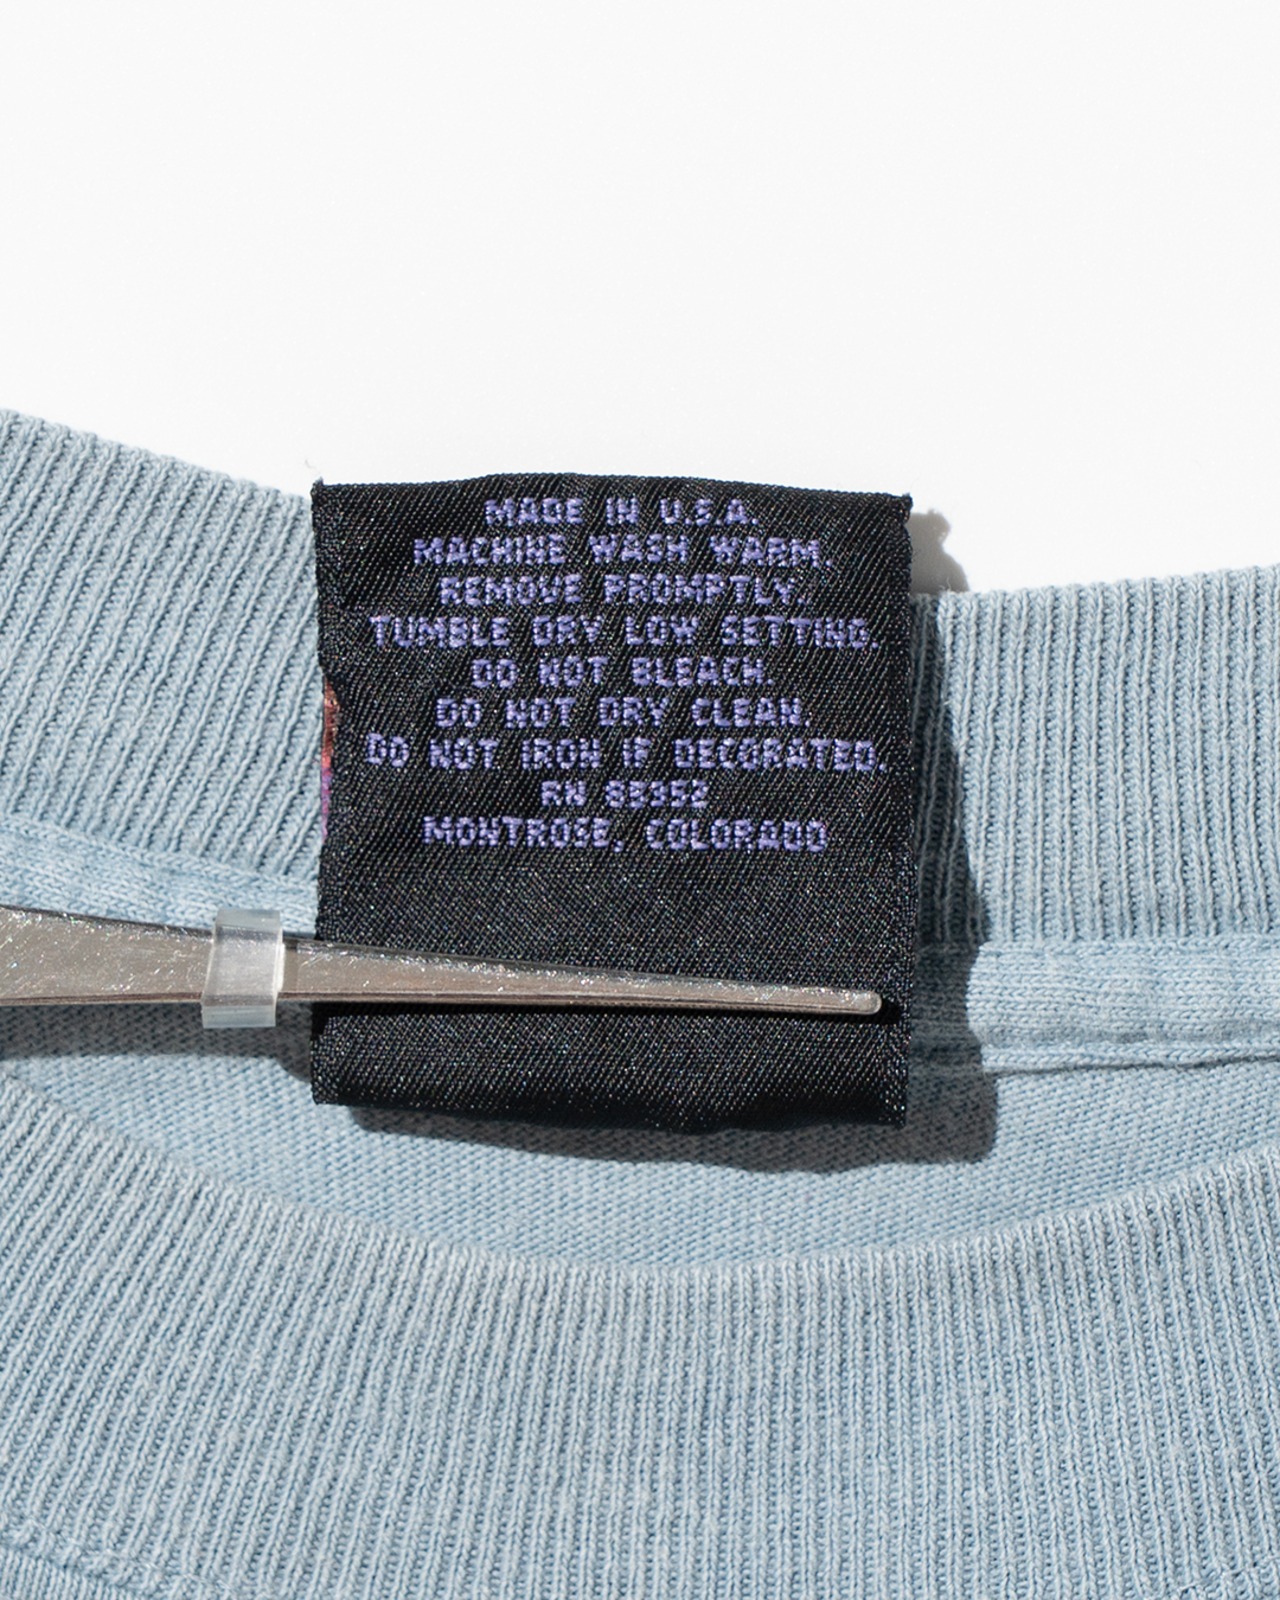 MADE IN U.S.A.
MACHINE WASH WARM.
REMOVE PROMPTLY.
TUMBLE DRY LOW SETTING.
DO NOT BLEACH.
DO NOT DRY CLEAN.
DO NOT IRON IF DECORATED.
RN
MONTROSE, COLORADO